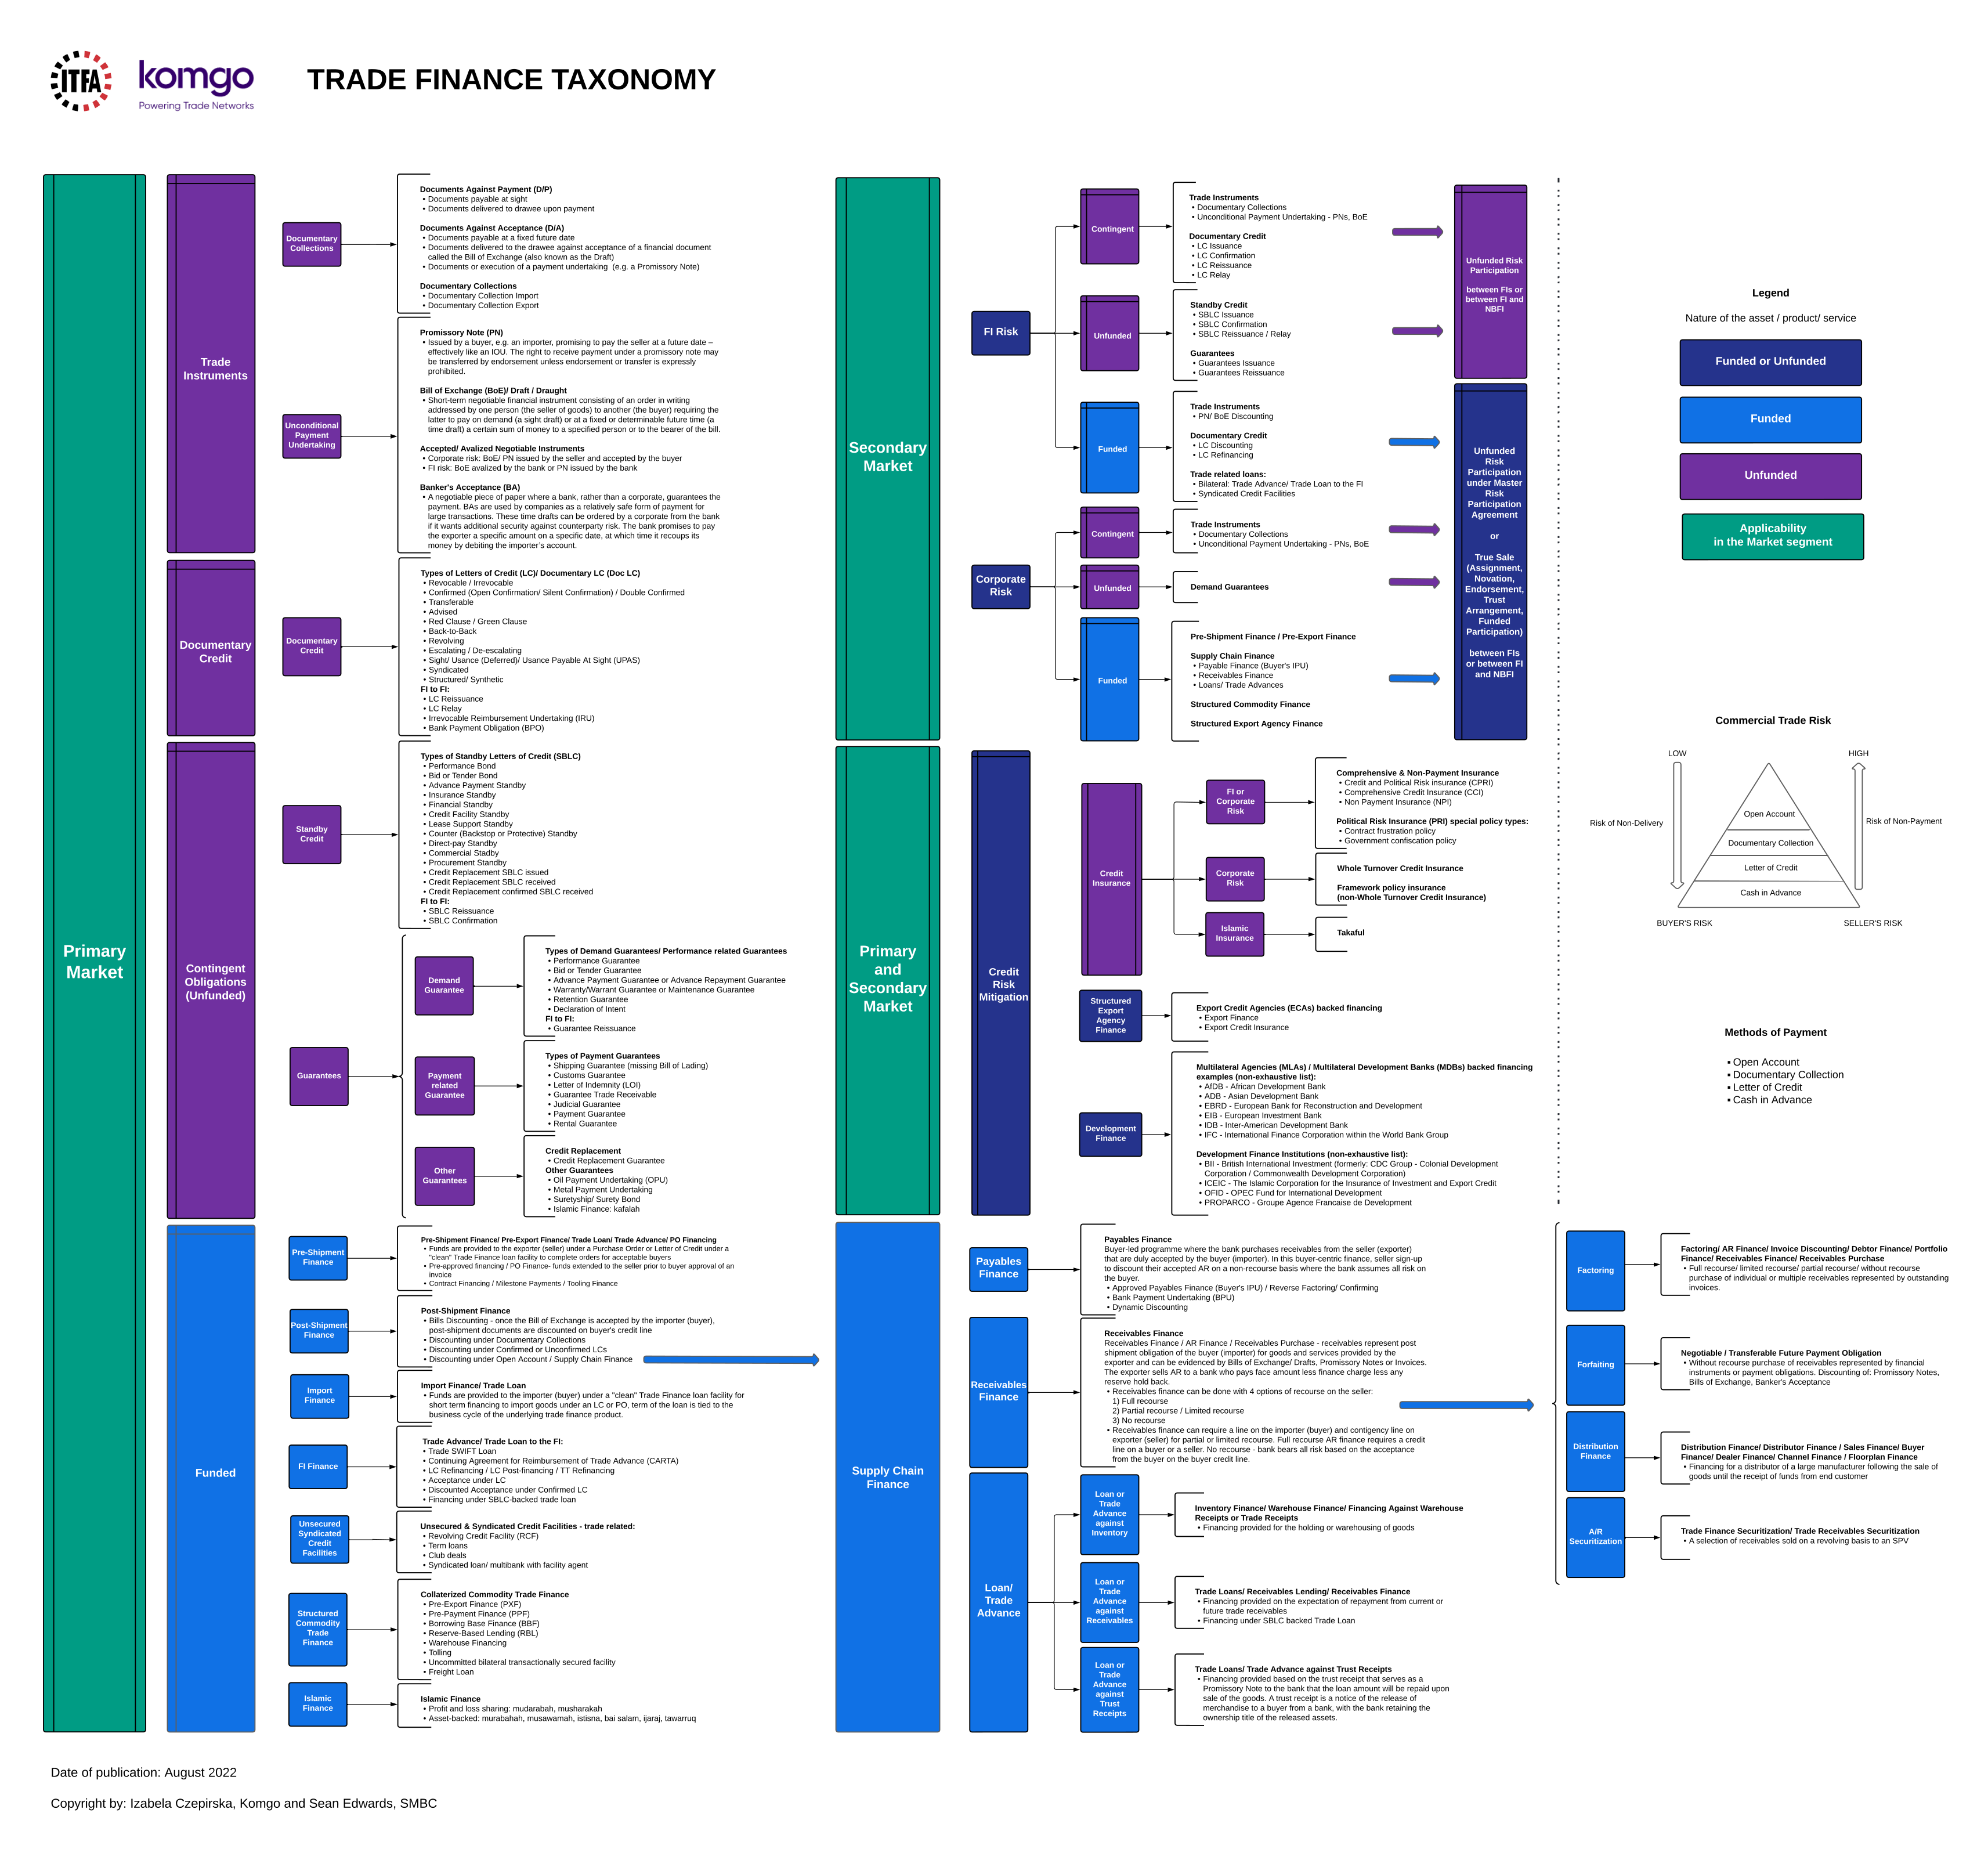 ITFA
komgo
Powering Trade Networks
TRADE FINANCE TAXONOMY
Primary
Market
Trade
Instruments
Documentary
Collections
Documents Against Payment (D/P)
• Documents payable at sight
• Documents delivered to drawee upon payment
Documents Against Acceptance (D/A)
• Documents payable at a fixed future date
• Documents delivered to the drawee against acceptance of a financial document
called the Bill of Exchange (also known as the Draft)
• Documents or execution of a payment undertaking (e.g. a Promissory Note)
Documentary Collections
• Documentary Collection Import
• Documentary Collection Export
Unconditional
Payment
Undertaking
Promissory Note (PN)
• Issued by a buyer, e.g. an importer, promising to pay the seller at a future date –
effectively like an IOU. The right to receive payment under a promissory note may
be transferred by endorsement unless endorsement or transfer is expressly
prohibited.
Bill of Exchange (BoE)/ Draft / Draught
• Short-term negotiable financial instrument consisting of an order in writing
addressed by one person (the seller of goods) to another (the buyer) requiring the
latter to pay on demand (a sight draft) or at a fixed or determinable future time (a
time draft) a certain sum of money to a specified person or to the bearer of the bill.
Accepted/ Avalized Negotiable Instruments
• Corporate risk: BoE/ PN issued by the seller and accepted by the buyer
• FI risk: BoE avalized by the bank or PN issued by the bank
Banker's Acceptance (BA)
• A negotiable piece of paper where a bank, rather than a corporate, guarantees the
payment. BAs are used by companies as a relatively safe form of payment for
large transactions. These time drafts can be ordered by a corporate from the bank
if it wants additional security against counterparty risk. The bank promises to pay
the exporter a specific amount on a specific date, at which time it recoups its
money by debiting the importer's account.
Documentary
Credit
Documentary
Credit
Types of Letters of Credit (LC)/ Documentary LC (Doc LC)
• Revocable / Irrevocable
• Confirmed (Open Confirmation/ Silent Confirmation) / Double Confirmed
• Transferable
• Advised
• Red Clause / Green Clause
• Back-to-Back
• Revolving
• Escalating / De-escalating
• Sight/ Usance (Deferred)/ Usance Payable At Sight (UPAS)
• Syndicated
• Structured/ Synthetic
FI to FI:
• LC Reissuance
• LC Relay
• Irrevocable Reimbursement Undertaking (IRU)
• Bank Payment Obligation (BPO)
Contingent
Obligations
(Unfunded)
Standby
Credit
Types of Standby Letters of Credit (SBLC)
• Performance Bond
• Bid or Tender Bond
• Advance Payment Standby
• Insurance Standby
• Financial Standby
• Credit Facility Standby
• Lease Support Standby
• Counter (Backstop or Protective) Standby
• Direct-pay Standby
• Commercial Stadby
• Procurement Standby
• Credit Replacement SBLC issued
• Credit Replacement SBLC received
• Credit Replacement confirmed SBLC received
FI to FI:
• SBLC Reissuance
• SBLC Confirmation
Guarantees
Demand
Guarantee
Types of Demand Guarantees/ Performance related Guarantees
• Performance Guarantee
• Bid or Tender Guarantee
• Advance Payment Guarantee or Advance Repayment Guarantee
• Warranty/Warrant Guarantee or Maintenance Guarantee
• Retention Guarantee
• Declaration of Intent
FI to FI:
• Guarantee Reissuance
Payment
related
Guarantee
Types of Payment Guarantees
• Shipping Guarantee (missing Bill of Lading)
• Customs Guarantee
• Letter of Indemnity (LOI)
• Guarantee Trade Receivable
• Judicial Guarantee
• Payment Guarantee
• Rental Guarantee
Other
Guarantees
Credit Replacement
• Credit Replacement Guarantee
Other Guarantees
• Oil Payment Undertaking (OPU)
• Metal Payment Undertaking
• Suretyship/ Surety Bond
• Islamic Finance: kafalah
Funded
Pre-Shipment
Finance
Pre-Shipment Finance/ Pre-Export Finance/ Trade Loan/ Trade Advance/ PO Financing
• Funds are provided to the exporter (seller) under a Purchase Order or Letter of Credit under a
"clean" Trade Finance loan facility to complete orders for acceptable buyers
• Pre-approved financing / PO Finance- funds extended to the seller prior to buyer approval of an
invoice
• Contract Financing / Milestone Payments / Tooling Finance
Post-Shipment
Finance
Post-Shipment Finance
• Bills Discounting - once the Bill of Exchange is accepted by the importer (buyer),
post-shipment documents are discounted on buyer's credit line
• Discounting under Documentary Collections
• Discounting under Confirmed or Unconfirmed LCs
• Discounting under Open Account / Supply Chain Finance
Import
Finance
Import Finance/ Trade Loan
• Funds are provided to the importer (buyer) under a "clean" Trade Finance loan facility for
short term financing to import goods under an LC or PO, term of the loan is tied to the
business cycle of the underlying trade finance product.
FI Finance
Trade Advance/ Trade Loan to the FI:
• Trade SWIFT Loan
• Continuing Agreement for Reimbursement of Trade Advance (CARTA)
• LC Refinancing / LC Post-financing / TT Refinancing
• Acceptance under LC
• Discounted Acceptance under Confirmed LC
• Financing under SBLC-backed trade loan
Unsecured
Syndicated
Credit
Facilities
Unsecured & Syndicated Credit Facilities - trade related:
• Revolving Credit Facility (RCF)
• Term loans
• Club deals
• Syndicated loan/ multibank with facility agent
Structured
Commodity
Trade
Finance
Collaterized Commodity Trade Finance
• Pre-Export Finance (PXF)
• Pre-Payment Finance (PPF)
• Borrowing Base Finance (BBF)
• Reserve-Based Lending (RBL)
• Warehouse Financing
• Tolling
• Uncommitted bilateral transactionally secured facility
• Freight Loan
Islamic
Finance
Islamic Finance
• Profit and loss sharing: mudarabah, musharakah
• Asset-backed: murabahah, musawamah, istisna, bai salam, ijaraj, tawarruq
Secondary
Market
FI Risk
Contingent
Trade Instruments
• Documentary Collections
• Unconditional Payment Undertaking - PNs, BoE
Documentary Credit
• LC Issuance
• LC Confirmation
• LC Reissuance
• LC Relay
Unfunded
Standby Credit
• SBLC Issuance
• SBLC Confirmation
• SBLC Reissuance / Relay
Guarantees
• Guarantees Issuance
• Guarantees Reissuance
Funded
Trade Instruments
• PN/ BoE Discounting
Documentary Credit
• LC Discounting
• LC Refinancing
Trade related loans:
• Bilateral: Trade Advance/ Trade Loan to the FI
• Syndicated Credit Facilities
Corporate
Risk
Contingent
Trade Instruments
• Documentary Collections
• Unconditional Payment Undertaking - PNs, BoE
Unfunded
Demand Guarantees
Funded
Pre-Shipment Finance / Pre-Export Finance
Supply Chain Finance
• Payable Finance (Buyer's IPU)
• Receivables Finance
• Loans/ Trade Advances
Structured Commodity Finance
Structured Export Agency Finance
Unfunded Risk
Participation
between FIs or
between FI and
NBFI
Unfunded
Risk
Participation
under Master
Risk
Participation
Agreement
or
True Sale
(Assignment,
Novation,
Endorsement,
Trust
Arrangement,
Funded
Participation)
between FIs
or between FI
and NBFI
Primary
and
Secondary
Market
Credit
Risk
Mitigation
Credit
Insurance
FI or
Corporate
Risk
Comprehensive & Non-Payment Insurance
• Credit and Political Risk insurance (CPRI)
• Comprehensive Credit Insurance (CCI)
• Non Payment Insurance (NPI)
Political Risk Insurance (PRI) special policy types:
• Contract frustration policy
• Government confiscation policy
Corporate
Risk
Whole Turnover Credit Insurance
Framework policy insurance
(non-Whole Turnover Credit Insurance)
Islamic
Insurance
Takaful
Structured
Export
Agency
Finance
Export Credit Agencies (ECAs) backed financing
• Export Finance
• Export Credit Insurance
Development
Finance
Multilateral Agencies (MLAs) / Multilateral Development Banks (MDBs) backed financing
examples (non-exhaustive list):
• AfDB - African Development Bank
• ADB - Asian Development Bank
• EBRD - European Bank for Reconstruction and Development
• EIB - European Investment Bank
• IDB - Inter-American Development Bank
• IFC - International Finance Corporation within the World Bank Group
Development Finance Institutions (non-exhaustive list):
• BII - British International Investment (formerly: CDC Group - Colonial Development
Corporation / Commonwealth Development Corporation)
• ICEIC - The Islamic Corporation for the Insurance of Investment and Export Credit
• OFID - OPEC Fund for International Development
• PROPARCO - Groupe Agence Francaise de Development
Supply Chain
Finance
Payables
Finance
Payables Finance
Buyer-led programme where the bank purchases receivables from the seller (exporter)
that are duly accepted by the buyer (importer). In this buyer-centric finance, seller sign-up
to discount their accepted AR on a non-recourse basis where the bank assumes all risk on
the buyer.
• Approved Payables Finance (Buyer's IPU) / Reverse Factoring/ Confirming
• Bank Payment Undertaking (BPU)
• Dynamic Discounting
Receivables
Finance
Receivables Finance
Receivables Finance / AR Finance / Receivables Purchase - receivables represent post
shipment obligation of the buyer (importer) for goods and services provided by the
exporter and can be evidenced by Bills of Exchange/ Drafts, Promissory Notes or Invoices.
The exporter sells AR to a bank who pays face amount less finance charge less any
reserve hold back.
• Receivables finance can be done with 4 options of recourse on the seller:
1) Full recourse
2) Partial recourse / Limited recourse
3) No recourse
• Receivables finance can require a line on the importer (buyer) and contigency line on
exporter (seller) for partial or limited recourse. Full recourse AR finance requires a credit
line on a buyer or a seller. No recourse - bank bears all risk based on the acceptance
from the buyer on the buyer credit line.
Loan/
Trade
Advance
Loan or
Trade
Advance
against
Inventory
Inventory Finance/ Warehouse Finance/ Financing Against Warehouse
Receipts or Trade Receipts
• Financing provided for the holding or warehousing of goods
Loan or
Trade
Advance
against
Receivables
Trade Loans/ Receivables Lending/ Receivables Finance
• Financing provided on the expectation of repayment from current or
future trade receivables
• Financing under SBLC backed Trade Loan
Loan or
Trade
Advance
against
Trust
Receipts
Trade Loans/ Trade Advance against Trust Receipts
• Financing provided based on the trust receipt that serves as a
Promissory Note to the bank that the loan amount will be repaid upon
sale of the goods. A trust receipt is a notice of the release of
merchandise to a buyer from a bank, with the bank retaining the
ownership title of the released assets.
Factoring
Factoring/ AR Finance/ Invoice Discounting/ Debtor Finance/ Portfolio
Finance/ Receivables Finance/ Receivables Purchase
• Full recourse/ limited recourse/ partial recourse/ without recourse
purchase of individual or multiple receivables represented by outstanding
invoices.
Forfaiting
Negotiable / Transferable Future Payment Obligation
• Without recourse purchase of receivables represented by financial
instruments or payment obligations. Discounting of: Promissory Notes,
Bills of Exchange, Banker's Acceptance
Distribution
Finance
Distribution Finance/ Distributor Finance / Sales Finance/ Buyer
Finance/ Dealer Finance/ Channel Finance / Floorplan Finance
• Financing for a distributor of a large manufacturer following the sale of
goods until the receipt of funds from end customer
A/R
Securitization
Trade Finance Securitization/ Trade Receivables Securitization
• A selection of receivables sold on a revolving basis to an SPV
Legend
Nature of the asset / product/ service
Funded or Unfunded
Funded
Unfunded
Applicability
in the Market segment
Commercial Trade Risk
LOW
HIGH
Risk of Non-Delivery
Risk of Non-Payment
Open Account
Documentary Collection
Letter of Credit
Cash in Advance
BUYER'S RISK
SELLER'S RISK
Methods of Payment
▪ Open Account
▪ Documentary Collection
▪ Letter of Credit
▪ Cash in Advance
Date of publication: August 2022
Copyright by: Izabela Czepirska, Komgo and Sean Edwards, SMBC